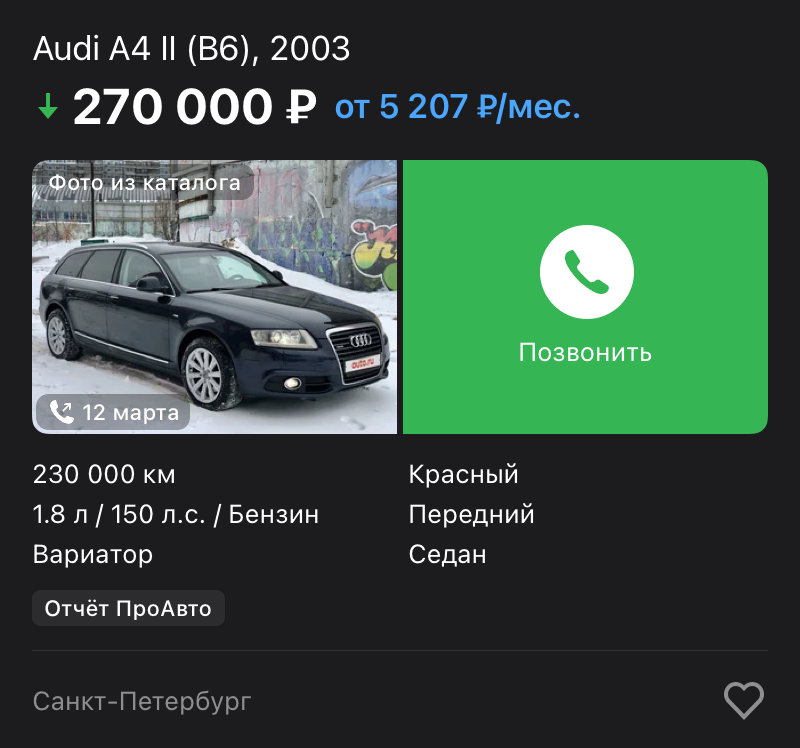 Audi A4 II (B6), 2003
270 000 ₽ от 5 207 ₽/мес.
Фото из каталога
auto.ru
12 марта
Позвонить
230 000 км
Красный
1.8 л / 150 л.с. / Бензин
Передний
Вариатор
Седан
Отчёт ПроАвто
Санкт-Петербург